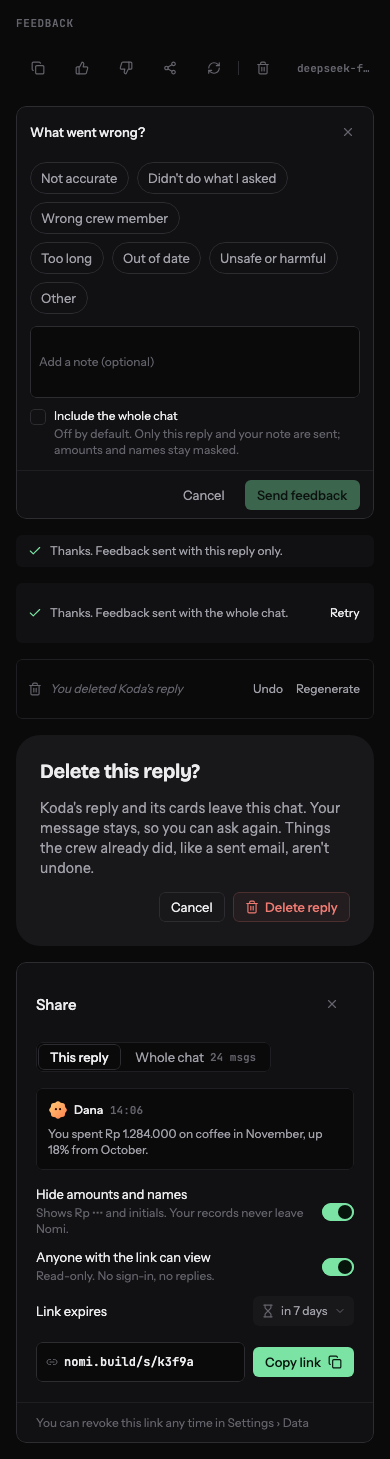 FEEDBACK
deepseek-f…
What went wrong?
Not accurate
Didn't do what I asked
Wrong crew member
Too long
Out of date
Unsafe or harmful
Other
Add a note (optional)
Include the whole chat
Off by default. Only this reply and your note are sent;
amounts and names stay masked.
Cancel
Send feedback
Thanks. Feedback sent with this reply only.
Thanks. Feedback sent with the whole chat.
Retry
You deleted Koda's reply
Undo
Regenerate
Delete this reply?
Koda's reply and its cards leave this chat. Your
message stays, so you can ask again. Things
the crew already did, like a sent email, aren't
undone.
Cancel
Delete reply
Share
This reply
Whole chat 24 msgs
Dana 14:06
You spent Rp 1.284.000 on coffee in November, up
18% from October.
Hide amounts and names
Shows Rp ••• and initials. Your records never leave
Nomi.
Anyone with the link can view
Read-only. No sign-in, no replies.
Link expires
in 7 days
nomi.build/s/k3f9a
Copy link
You can revoke this link any time in Settings › Data